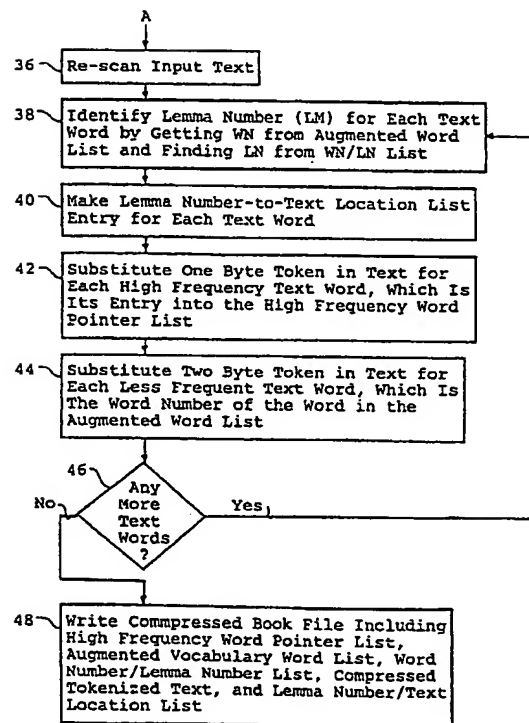 A
36
Re-scan Input Text
38
Identify Lemma Number (LM) for Each Text
Word by Getting WN from Augmented Word
List and Finding LN from WN/LN List
40
Make Lemma Number-to-Text Location List
Entry for Each Text Word
42
Substitute One Byte Token in Text for
Each High Frequency Text Word, Which Is
Its Entry into the High Frequency Word
Pointer List
44
Substitute Two Byte Token in Text for
Each Less Frequent Text Word, Which Is
The Word Number of the Word in the
Augmented Word List
46
Any
More
Text
Words
?
No
Yes
48
Write Commpressed Book File Including
High Frequency Word Pointer List,
Augmented Vocabulary Word List, Word
Number/Lemma Number List, Compressed
Tokenized Text, and Lemma Number/Text
Location List